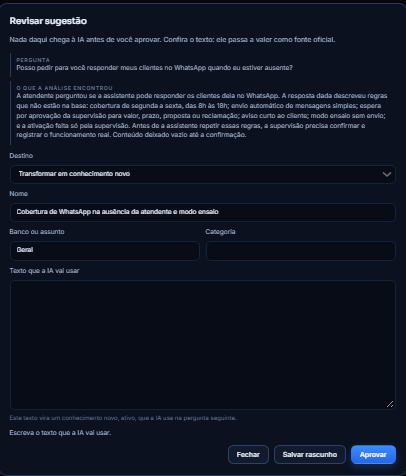 Revisar sugestão
Nada daqui chega à IA antes de você aprovar. Confira o texto: ele passa a valer como fonte oficial.
PERGUNTA
Posso pedir para você responder meus clientes no WhatsApp quando eu estiver ausente?
O QUE A ANÁLISE ENCONTROU
A atendente perguntou se a assistente pode responder os clientes dela no WhatsApp. A resposta dada descreveu regras
que não estão na base: cobertura de segunda a sexta, das 8h às 18h; envio automático de mensagens simples; espera
por aprovação da supervisão para valor, prazo, proposta ou reclamação; aviso curto ao cliente; modo ensaio sem envio;
e a ativação feita só pela supervisão. Antes de a assistente repetir essas regras, a supervisão precisa confirmar e
registrar o funcionamento real. Conteúdo deixado vazio até a confirmação.
Destino
Transformar em conhecimento novo
Nome
Cobertura de WhatsApp na ausência da atendente e modo ensaio
Banco ou assunto
Categoria
Geral
Texto que a IA vai usar
Este texto vira um conhecimento novo, ativo, que a IA usa na pergunta seguinte.
Escreva o texto que a IA vai usar.
Fechar
Salvar rascunho
Aprovar